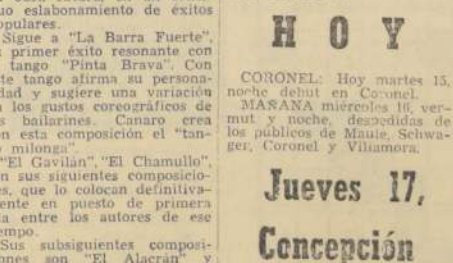 uo eslabonamiento de éxitos
opulares.
Sigue a "La Barra Fuerte",
primer éxito resonante con
tango "Pinta Brava". Con
te tango afirma su persona-
dad y sugiere una variación
los gustos coreográficos de
bailarines. Canaro crea
n esta composición el "tan-
milonga".
"El Gavilán", "El Chamullo",
n sus siguientes composicio-
es, que lo colocan definitiva-
ente en puesto de primera
la entre los autores de ese
empo.
Sus subsiguientes composi-
ones son "El Alacrán" y
HOY
CORONEL: Hoy martes 15,
noche debut en Coronel.
MAÑANA miércoles 16, ver-
mut y noche, despedidas de
los públicos de Maule, Schwa-
ger, Coronel y Villamora.
Jueves 17,
Concepción